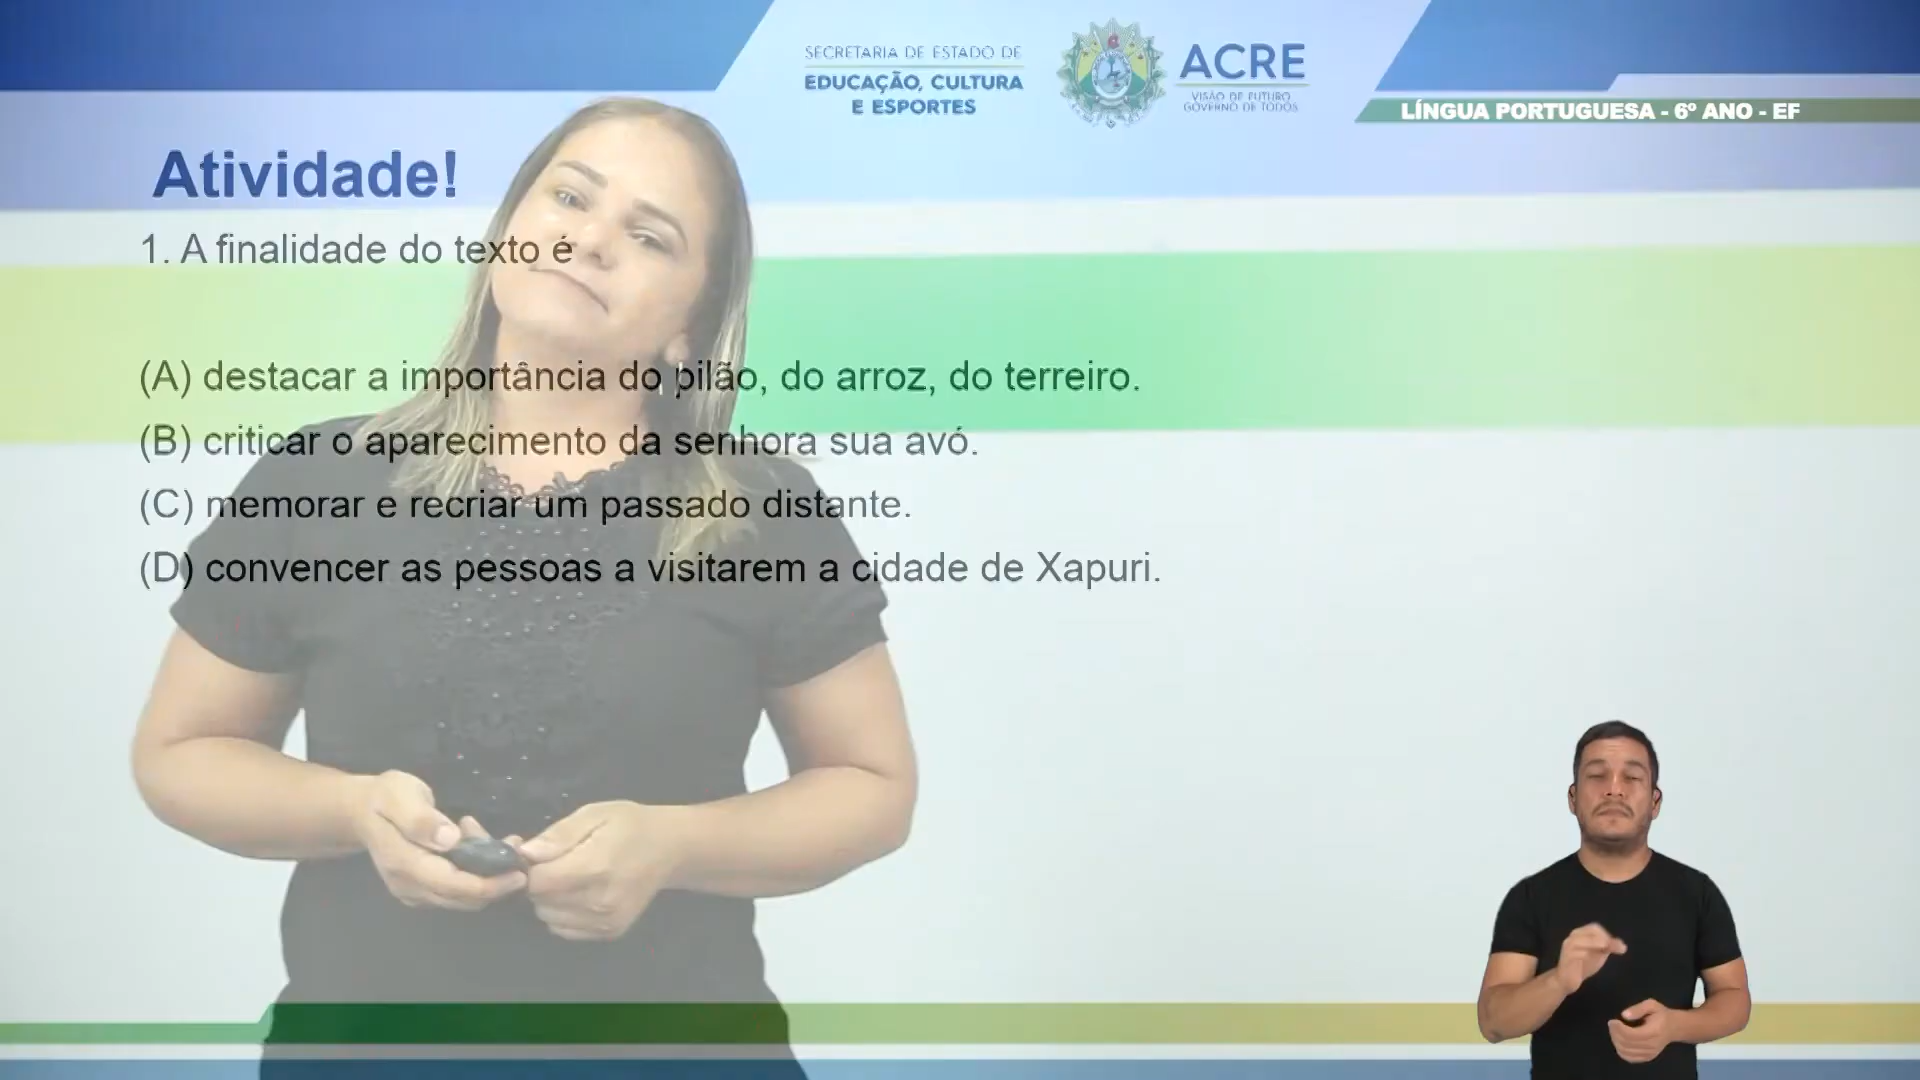 SECRETARIA DE ESTADO DE
EDUCAÇÃO, CULTURA
E ESPORTES
ACRE
VISÃO DE FUTURO
GOVERNO DE TODOS
LÍNGUA PORTUGUESA - 6º ANO - EF
Atividade!
1. A finalidade do texto é
(A) destacar a importância do pilão, do arroz, do terreiro.
(B) criticar o aparecimento da senhora sua avó.
(C) memorar e recriar um passado distante.
(D) convencer as pessoas a visitarem a cidade de Xapuri.